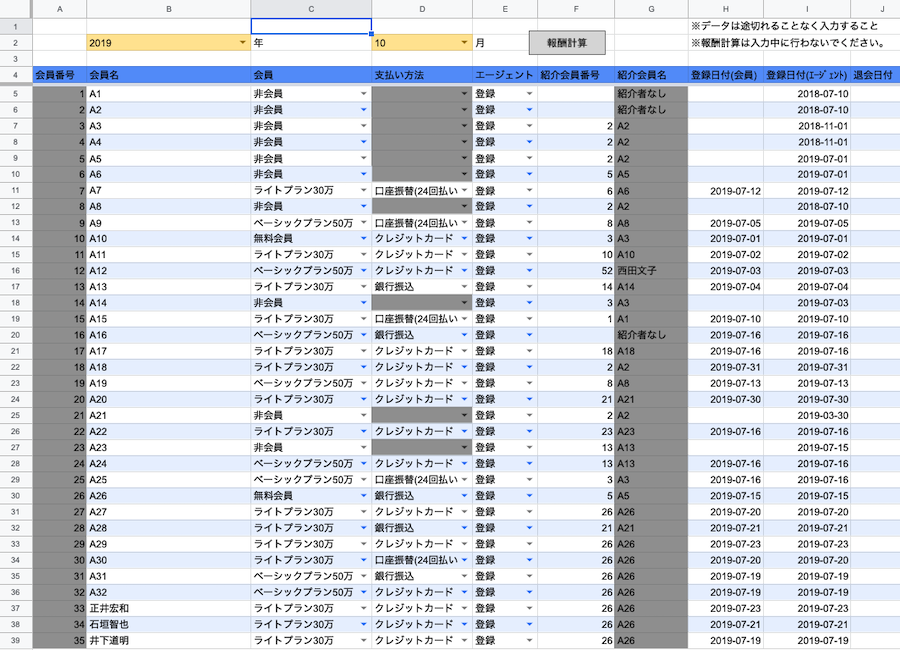 A B C D E F G H I J
1 ※データは途切れることなく入力すること
2 2019 年 10 月 報酬計算 ※報酬計算は入力中に行わないでください。
3
4 会員番号 会員名 会員 支払い方法 エージェント 紹介会員番号 紹介会員名 登録日付(会員) 登録日付(ｴｰｼﾞｪﾝﾄ) 退会日付
5 1 A1 非会員 登録 紹介者なし 2018-07-10
6 2 A2 非会員 登録 紹介者なし 2018-07-10
7 3 A3 非会員 登録 2 A2 2018-11-01
8 4 A4 非会員 登録 2 A2 2018-11-01
9 5 A5 非会員 登録 2 A2 2019-07-01
10 6 A6 非会員 登録 5 A5 2019-07-01
11 7 A7 ライトプラン30万 口座振替(24回払い 登録 6 A6 2019-07-12 2019-07-12
12 8 A8 非会員 登録 2 A2 2018-07-10
13 9 A9 ベーシックプラン50万 口座振替(24回払い 登録 8 A8 2019-07-05 2019-07-05
14 10 A10 無料会員 クレジットカード 登録 3 A3 2019-07-01 2019-07-01
15 11 A11 ライトプラン30万 クレジットカード 登録 10 A10 2019-07-02 2019-07-02
16 12 A12 ベーシックプラン50万 クレジットカード 登録 52 西田文子 2019-07-03 2019-07-03
17 13 A13 ライトプラン30万 銀行振込 登録 14 A14 2019-07-04 2019-07-04
18 14 A14 非会員 登録 3 A3 2019-07-03
19 15 A15 ライトプラン30万 口座振替(24回払い 登録 1 A1 2019-07-10 2019-07-10
20 16 A16 ベーシックプラン50万 銀行振込 登録 紹介者なし 2019-07-16 2019-07-16
21 17 A17 ライトプラン30万 クレジットカード 登録 18 A18 2019-07-16 2019-07-16
22 18 A18 ライトプラン30万 クレジットカード 登録 2 A2 2019-07-31 2019-07-31
23 19 A19 ベーシックプラン50万 クレジットカード 登録 8 A8 2019-07-13 2019-07-13
24 20 A20 ライトプラン30万 クレジットカード 登録 21 A21 2019-07-30 2019-07-30
25 21 A21 非会員 登録 2 A2 2019-03-30
26 22 A22 ライトプラン30万 クレジットカード 登録 23 A23 2019-07-16 2019-07-16
27 23 A23 非会員 登録 13 A13 2019-07-15
28 24 A24 ベーシックプラン50万 クレジットカード 登録 13 A13 2019-07-16 2019-07-16
29 25 A25 ベーシックプラン50万 口座振替(24回払い 登録 3 A3 2019-07-16 2019-07-16
30 26 A26 無料会員 銀行振込 登録 5 A5 2019-07-15 2019-07-15
31 27 A27 ライトプラン30万 クレジットカード 登録 26 A26 2019-07-20 2019-07-20
32 28 A28 ライトプラン30万 銀行振込 登録 21 A21 2019-07-21 2019-07-21
33 29 A29 ライトプラン30万 クレジットカード 登録 26 A26 2019-07-23 2019-07-23
34 30 A30 ライトプラン30万 口座振替(24回払い 登録 26 A26 2019-07-20 2019-07-20
35 31 A31 ベーシックプラン50万 銀行振込 登録 26 A26 2019-07-19 2019-07-19
36 32 A32 ベーシックプラン50万 クレジットカード 登録 26 A26 2019-07-19 2019-07-19
37 33 正井宏和 ライトプラン30万 クレジットカード 登録 26 A26 2019-07-23 2019-07-23
38 34 石垣智也 ライトプラン30万 クレジットカード 登録 26 A26 2019-07-21 2019-07-21
39 35 井下道明 ライトプラン30万 クレジットカード 登録 26 A26 2019-07-19 2019-07-19